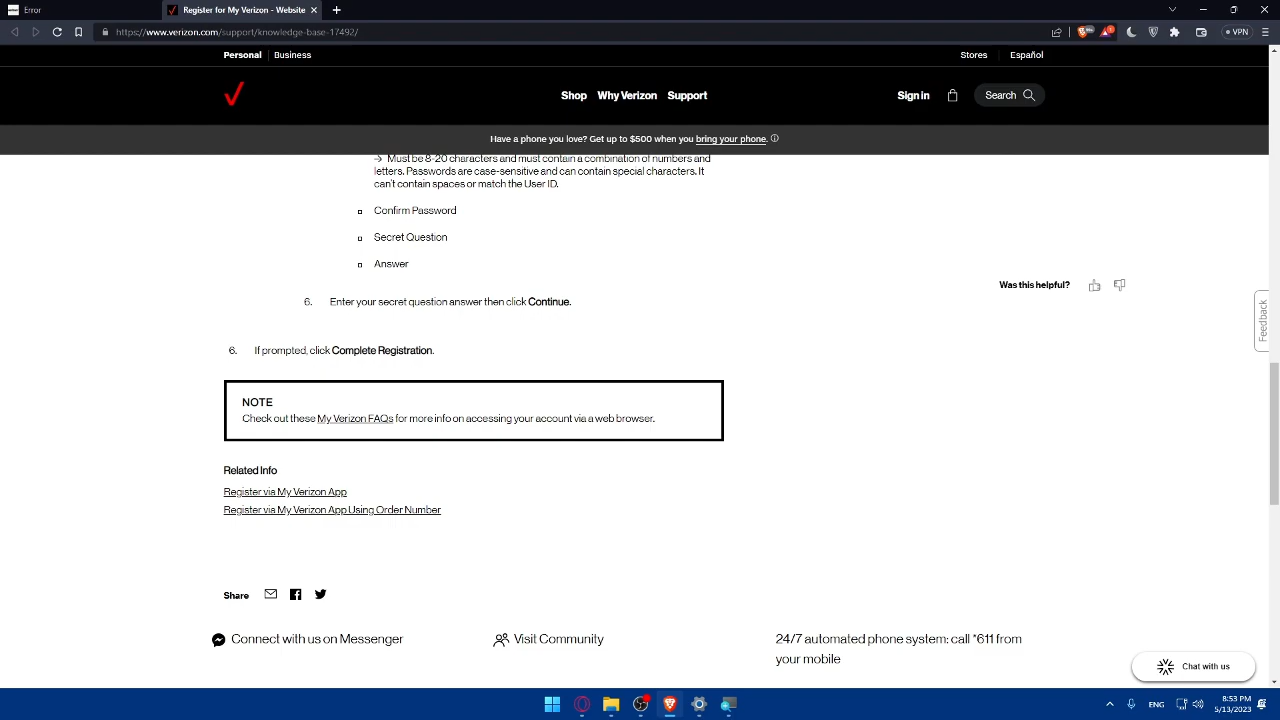 Error
Register for My Verizon - Website
https://www.verizon.com/support/knowledge-base-17492/
VPN
Personal
Business
Stores
Español
Shop
Why Verizon
Support
Sign in
Search
Have a phone you love? Get up to $500 when you bring your phone.
→ Must be 8-20 characters and must contain a combination of numbers and
letters. Passwords are case-sensitive and can contain special characters. It
can't contain spaces or match the User ID.
Confirm Password
Secret Question
Answer
Was this helpful?
6. Enter your secret question answer then click Continue.
Feedback
6. If prompted, click Complete Registration.
NOTE
Check out these My Verizon FAQs for more info on accessing your account via a web browser.
Related Info
Register via My Verizon App
Register via My Verizon App Using Order Number
Share
Connect with us on Messenger
Visit Community
24/7 automated phone system: call *611 from
your mobile
Chat with us
ENG
8:53 PM
5/13/2023